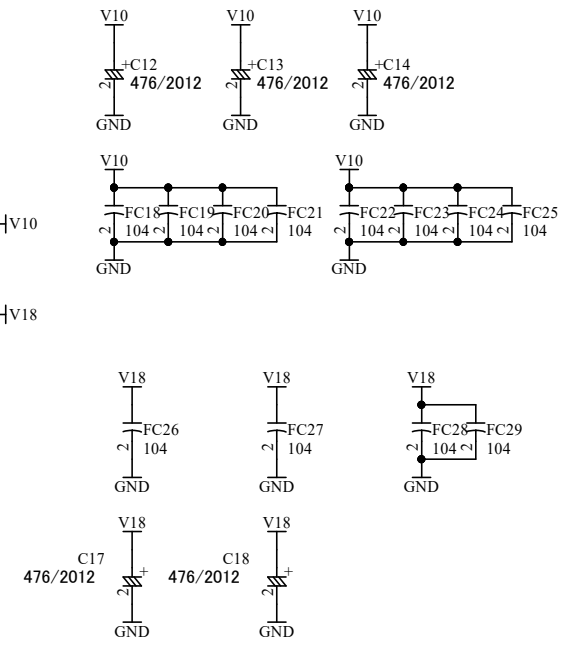 V10 V10 V10
+C12 +C13 +C14
2 476/2012 2 476/2012 2 476/2012
GND GND GND
V10 V10
FC18 FC19 FC20 FC21 FC22 FC23 FC24 FC25
V10
2 104 2 104 2 104 2 104 2 104 2 104 2 104 2 104
GND GND
V18
V18 V18 V18
FC26 FC27 FC28 FC29
2 104 2 104 2 104 2 104
GND GND GND
V18 V18
C17 + C18 +
476/2012 476/2012
2 2
GND GND